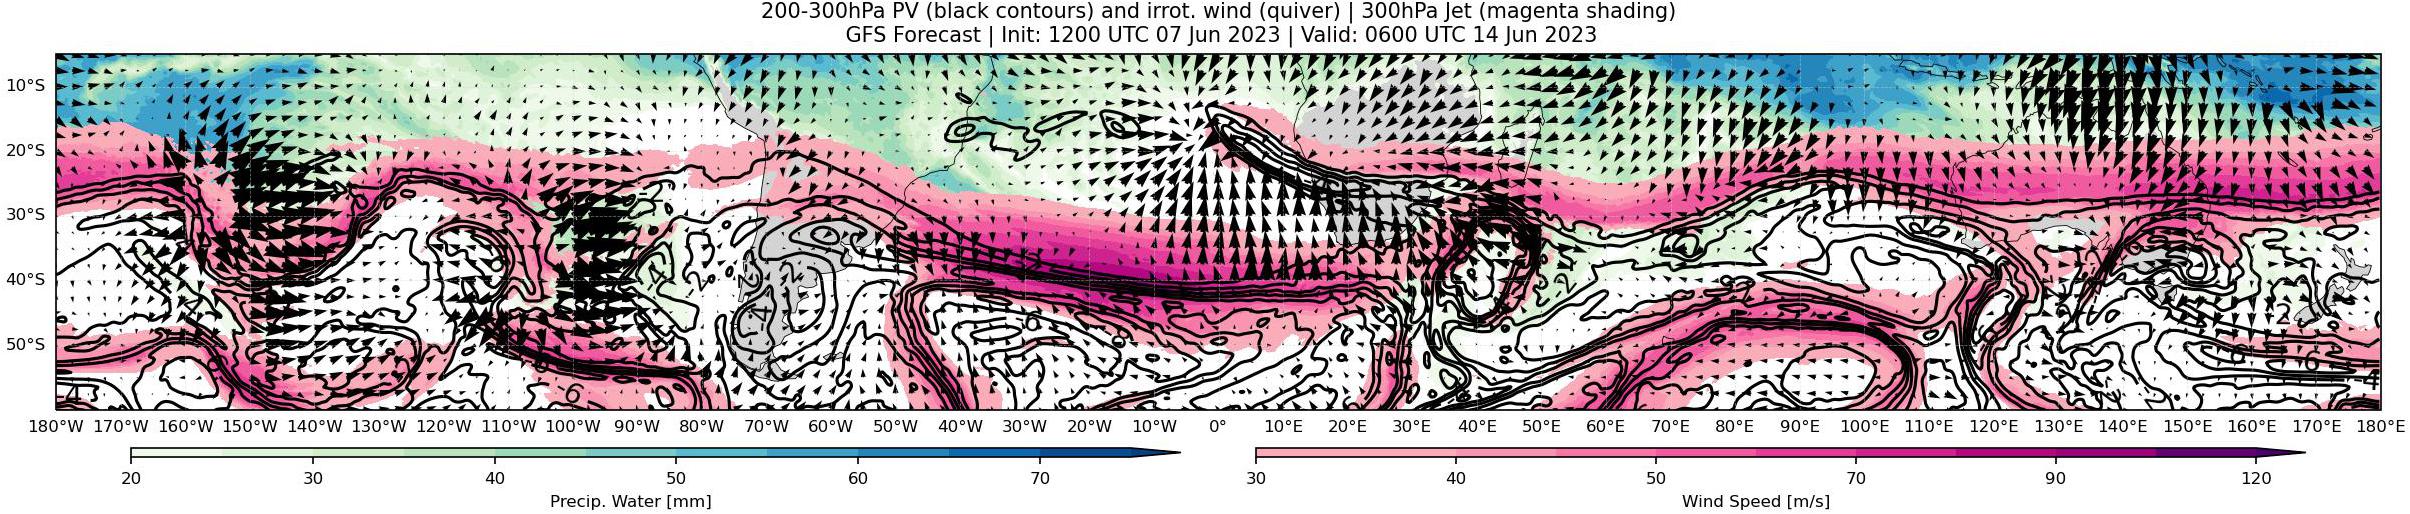 200-300hPa PV (black contours) and irrot. wind (quiver) | 300hPa Jet (magenta shading)
GFS Forecast | Init: 1200 UTC 07 Jun 2023 | Valid: 0600 UTC 14 Jun 2023
10°S
20°S
30°S
40°S
50°S
180°W 170°W 160°W 150°W 140°W 130°W 120°W 110°W 100°W 90°W 80°W 70°W 60°W 50°W 40°W 30°W 20°W 10°W 0° 10°E 20°E 30°E 40°E 50°E 60°E 70°E 80°E 90°E 100°E 110°E 120°E 130°E 140°E 150°E 160°E 170°E 180°E
20 30 40 50 60 70
Precip. Water [mm]
30 40 50 70 90 120
Wind Speed [m/s]